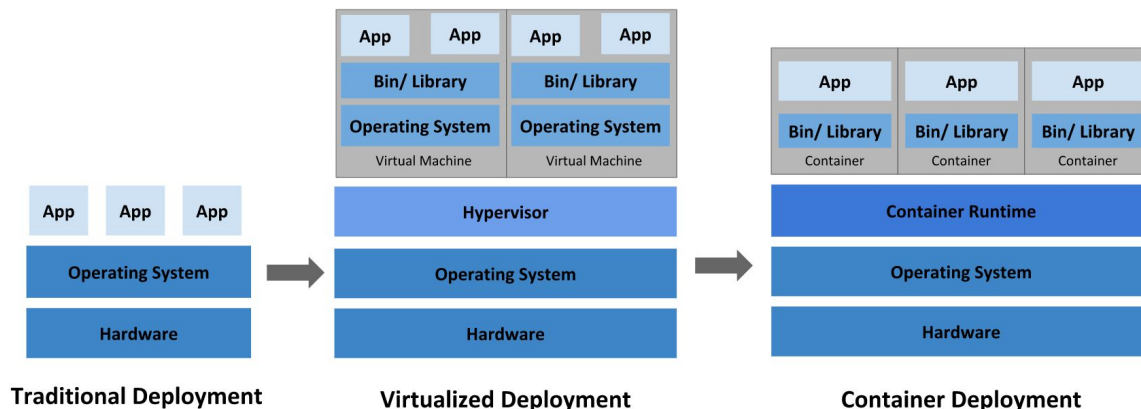 App
App
App
Operating System
Hardware
Traditional Deployment
App
App
App
App
Bin/ Library
Bin/ Library
Operating System
Operating System
Virtual Machine
Virtual Machine
Hypervisor
Operating System
Hardware
Virtualized Deployment
App
App
App
Bin/ Library
Bin/ Library
Bin/ Library
Container
Container
Container
Container Runtime
Operating System
Hardware
Container Deployment